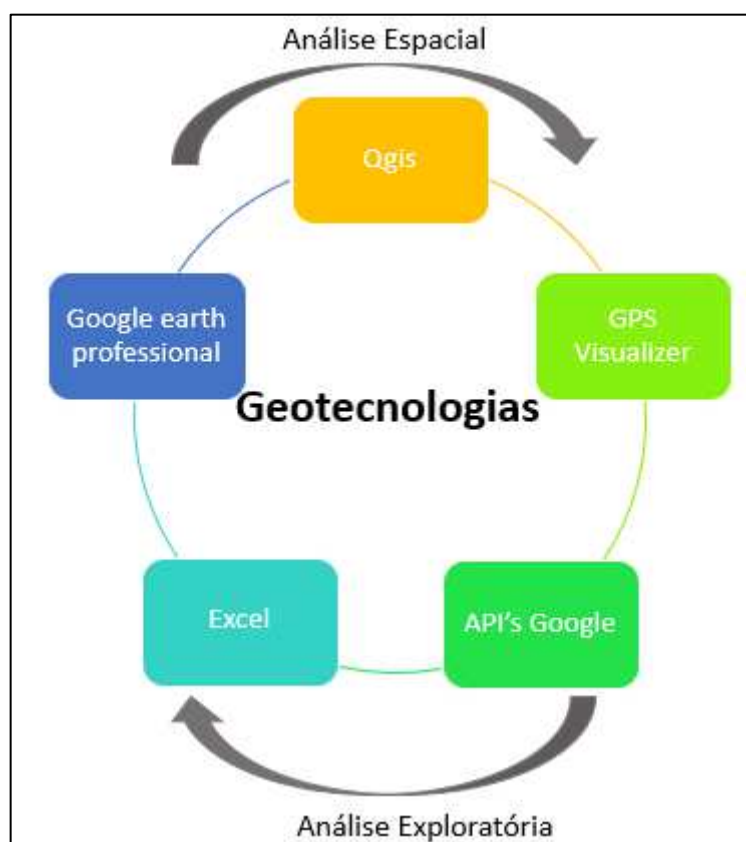 Análise Espacial
Qgis
Google earth
professional
GPS
Visualizer
Geotecnologias
Excel
API's Google
Análise Exploratória